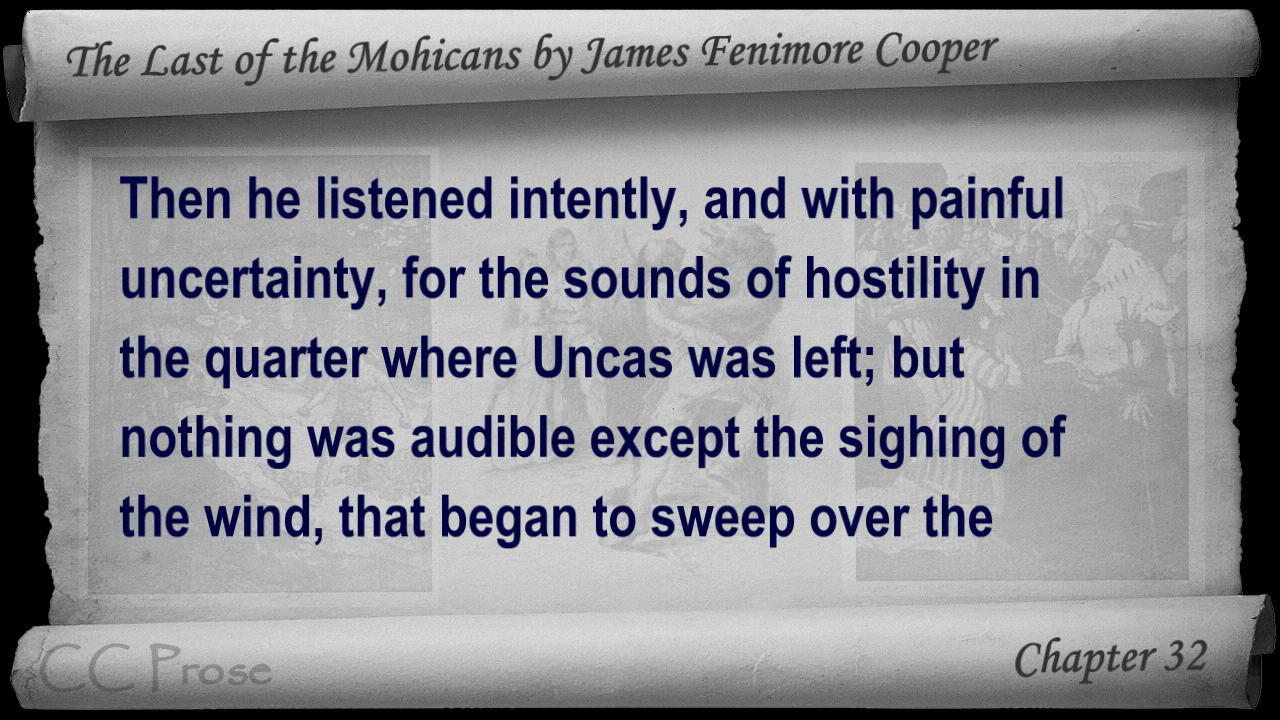 The Last of the Mohicans by James Fenimore Cooper
Then he listened intently, and with painful
uncertainty, for the sounds of hostility in
the quarter where Uncas was left; but
nothing was audible except the sighing of
the wind, that began to sweep over the
CC Prose
Chapter 32